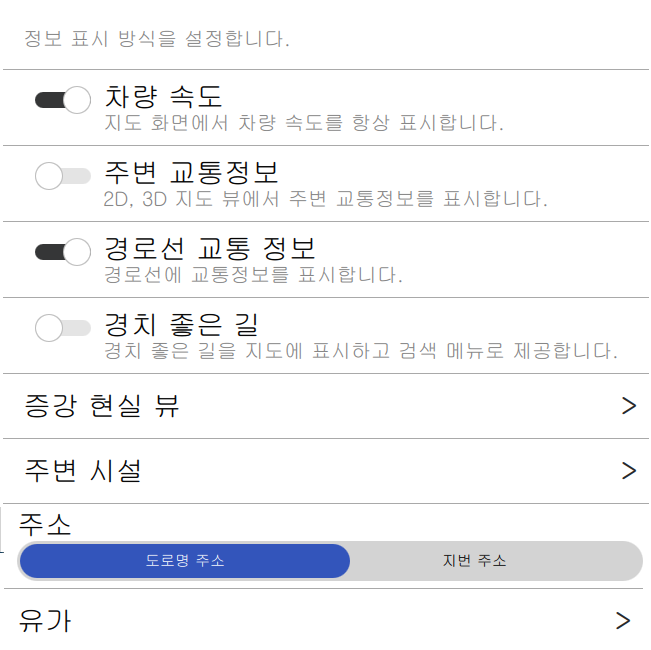 정보 표시 방식을 설정합니다.
차량 속도
지도 화면에서 차량 속도를 항상 표시합니다.
주변 교통정보
2D, 3D 지도 뷰에서 주변 교통정보를 표시합니다.
경로선 교통 정보
경로선에 교통정보를 표시합니다.
경치 좋은 길
경치 좋은 길을 지도에 표시하고 검색 메뉴로 제공합니다.
증강 현실 뷰
주변 시설
주소
도로명 주소 지번 주소
유가